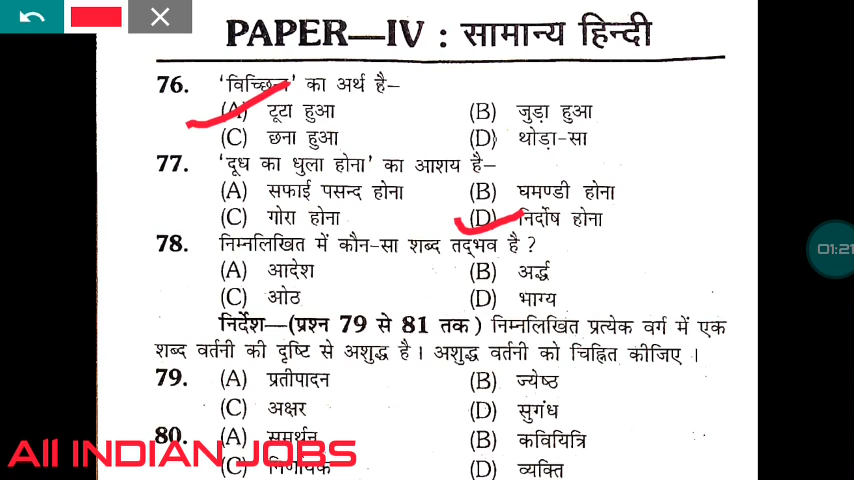 PAPER—IV : सामान्य हिन्दी
76. 'विच्छिन्न' का अर्थ है–
(A) टूटा हुआ (B) जुड़ा हुआ
(C) छना हुआ (D) थोड़ा-सा
77. 'दूध का धुला होना' का आशय है–
(A) सफाई पसन्द होना (B) घमण्डी होना
(C) गोरा होना (D) निर्दोष होना
78. निम्नलिखित में कौन-सा शब्द तद्भव है ?
(A) आदेश (B) अर्द्ध
(C) ओठ (D) भाग्य
निर्देश—(प्रश्न 79 से 81 तक) निम्नलिखित प्रत्येक वर्ग में एक
शब्द वर्तनी की दृष्टि से अशुद्ध है। अशुद्ध वर्तनी को चिह्नित कीजिए।
79. (A) प्रतीपादन (B) ज्येष्ठ
(C) अक्षर (D) सुगंध
80. (A) समर्थन (B) कवियित्रि
(C) निर्णायक (D) व्यक्ति
All INDIAN JOBS
01:21